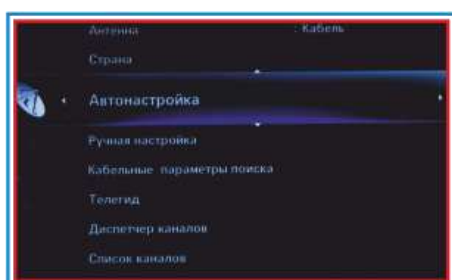 Антенна : Кабель
Страна
Автонастройка
Ручная настройка
Кабельные параметры поиска
Телегид
Диспетчер каналов
Список каналов